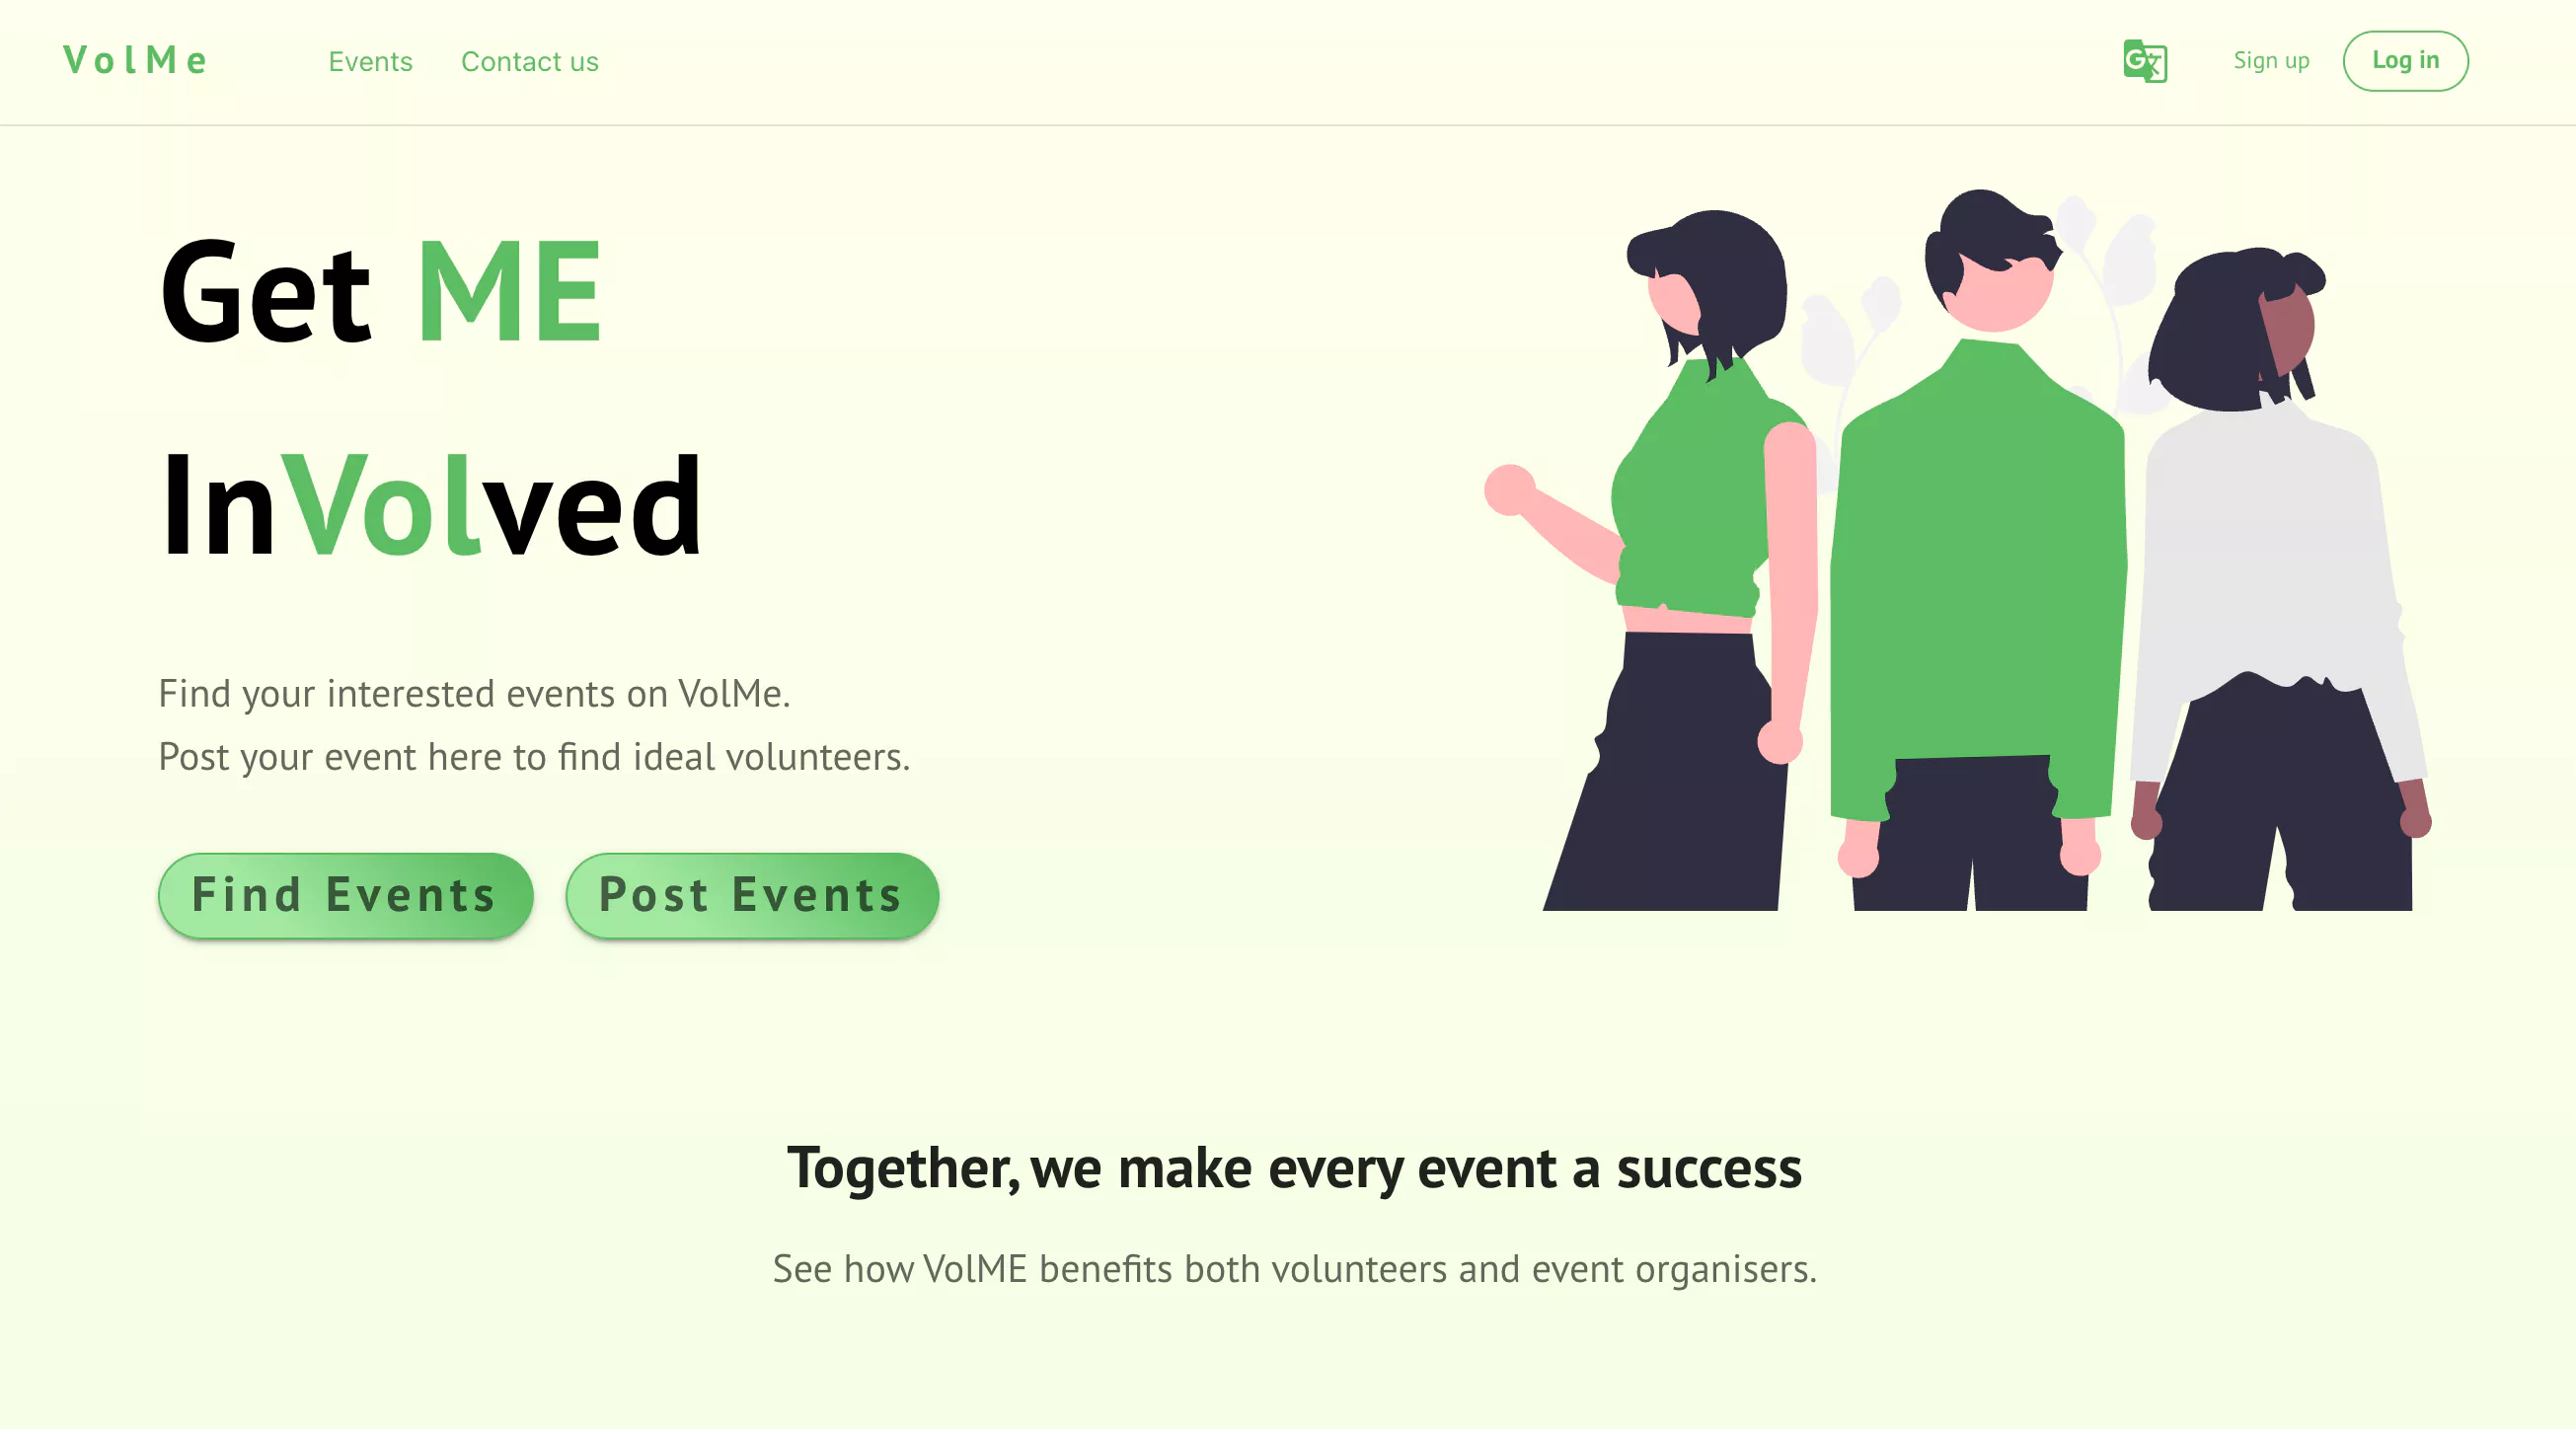 VolMe
Events
Contact us
G文
Sign up
Log in
Get ME
InVolved
Find your interested events on VolMe.
Post your event here to find ideal volunteers.
Find Events
Post Events
Together, we make every event a success
See how VolME benefits both volunteers and event organisers.